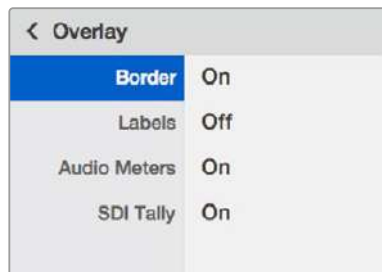 < Overlay
Border On
Labels Off
Audio Meters On
SDI Tally On